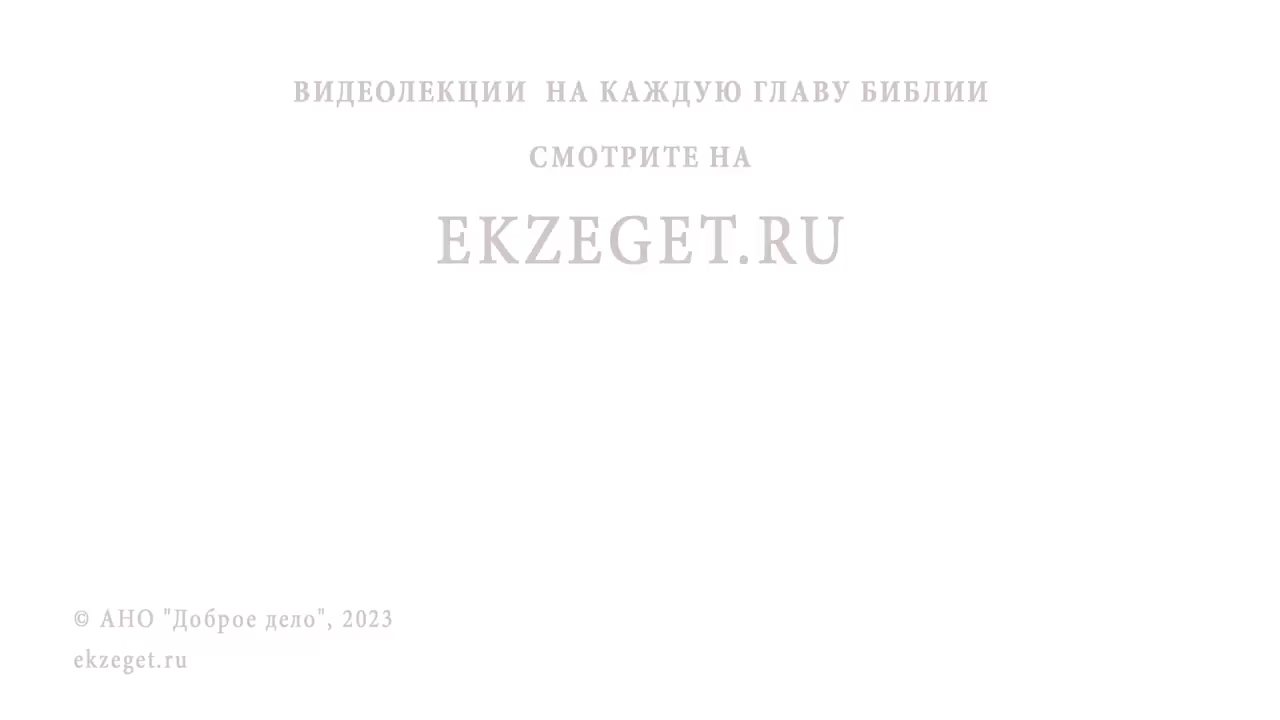 ВИДЕОЛЕКЦИИ НА КАЖДУЮ ГЛАВУ БИБЛИИ
СМОТРИТЕ НА
EKZEGET.RU
© АНО "Доброе дело", 2023
ekzeget.ru